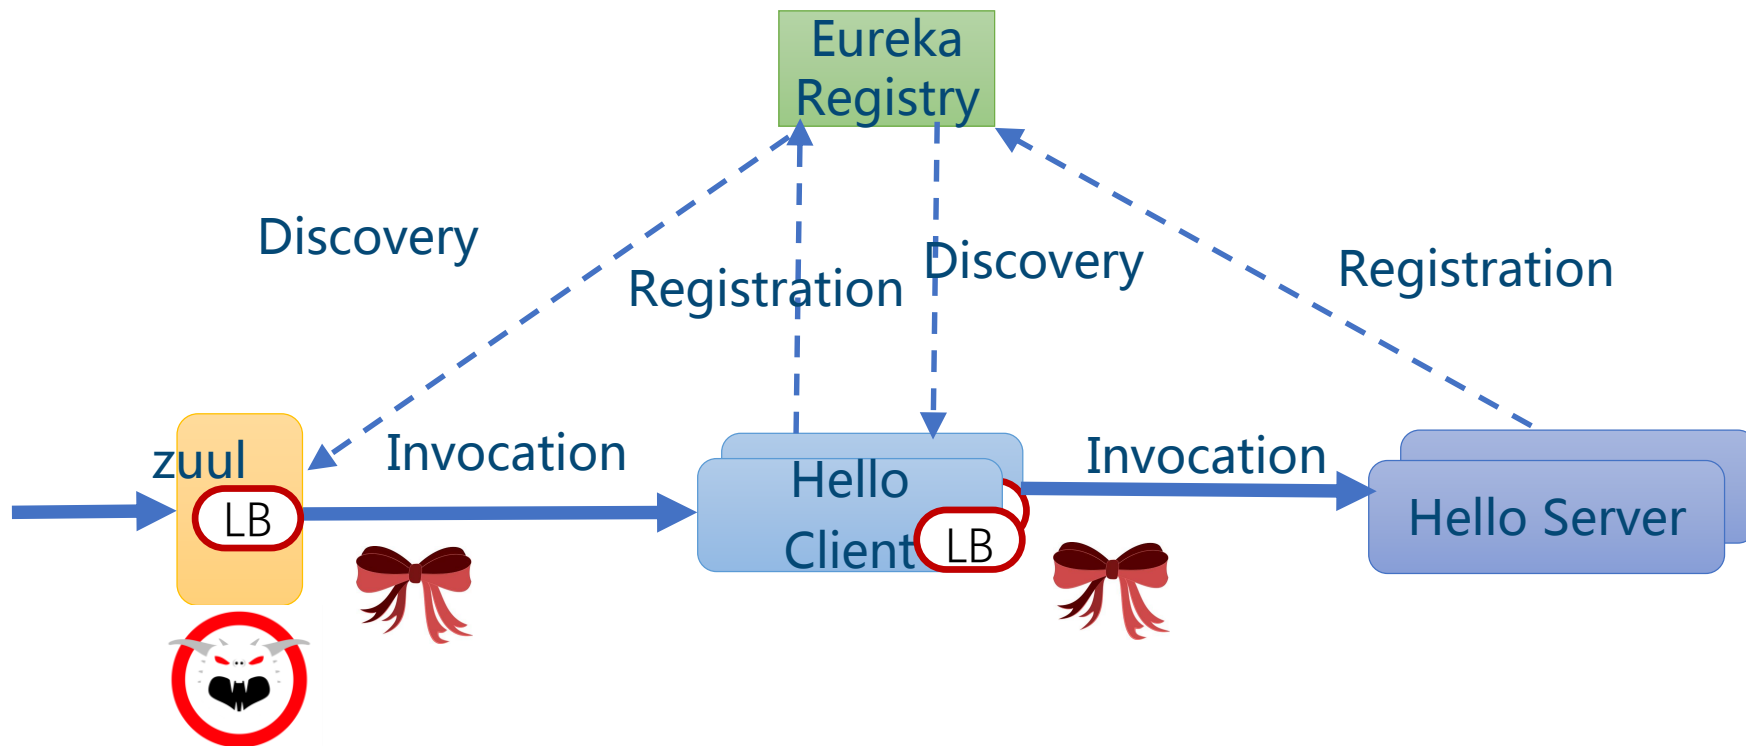 Eureka
Registry
Discovery
Registration
Discovery
Registration
zuul
LB
Invocation
Hello
Client
LB
Invocation
Hello Server